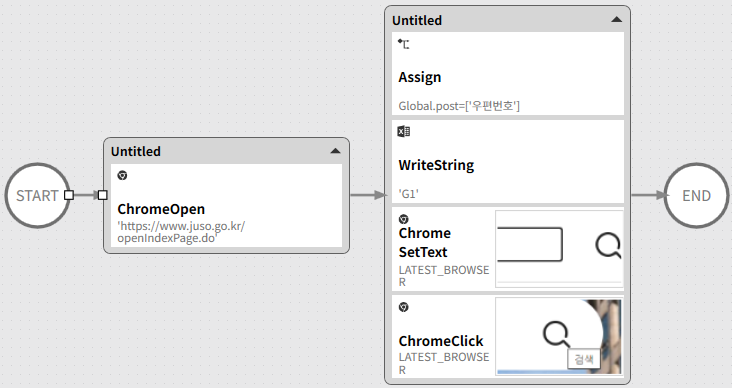 START
Untitled
ChromeOpen
'https://www.juso.go.kr/
openIndexPage.do'
Untitled
Assign
Global.post=['우편번호']
WriteString
'G1'
Chrome
SetText
LATEST_BROWSE
R
ChromeClick
LATEST_BROWSE
R
검색
END